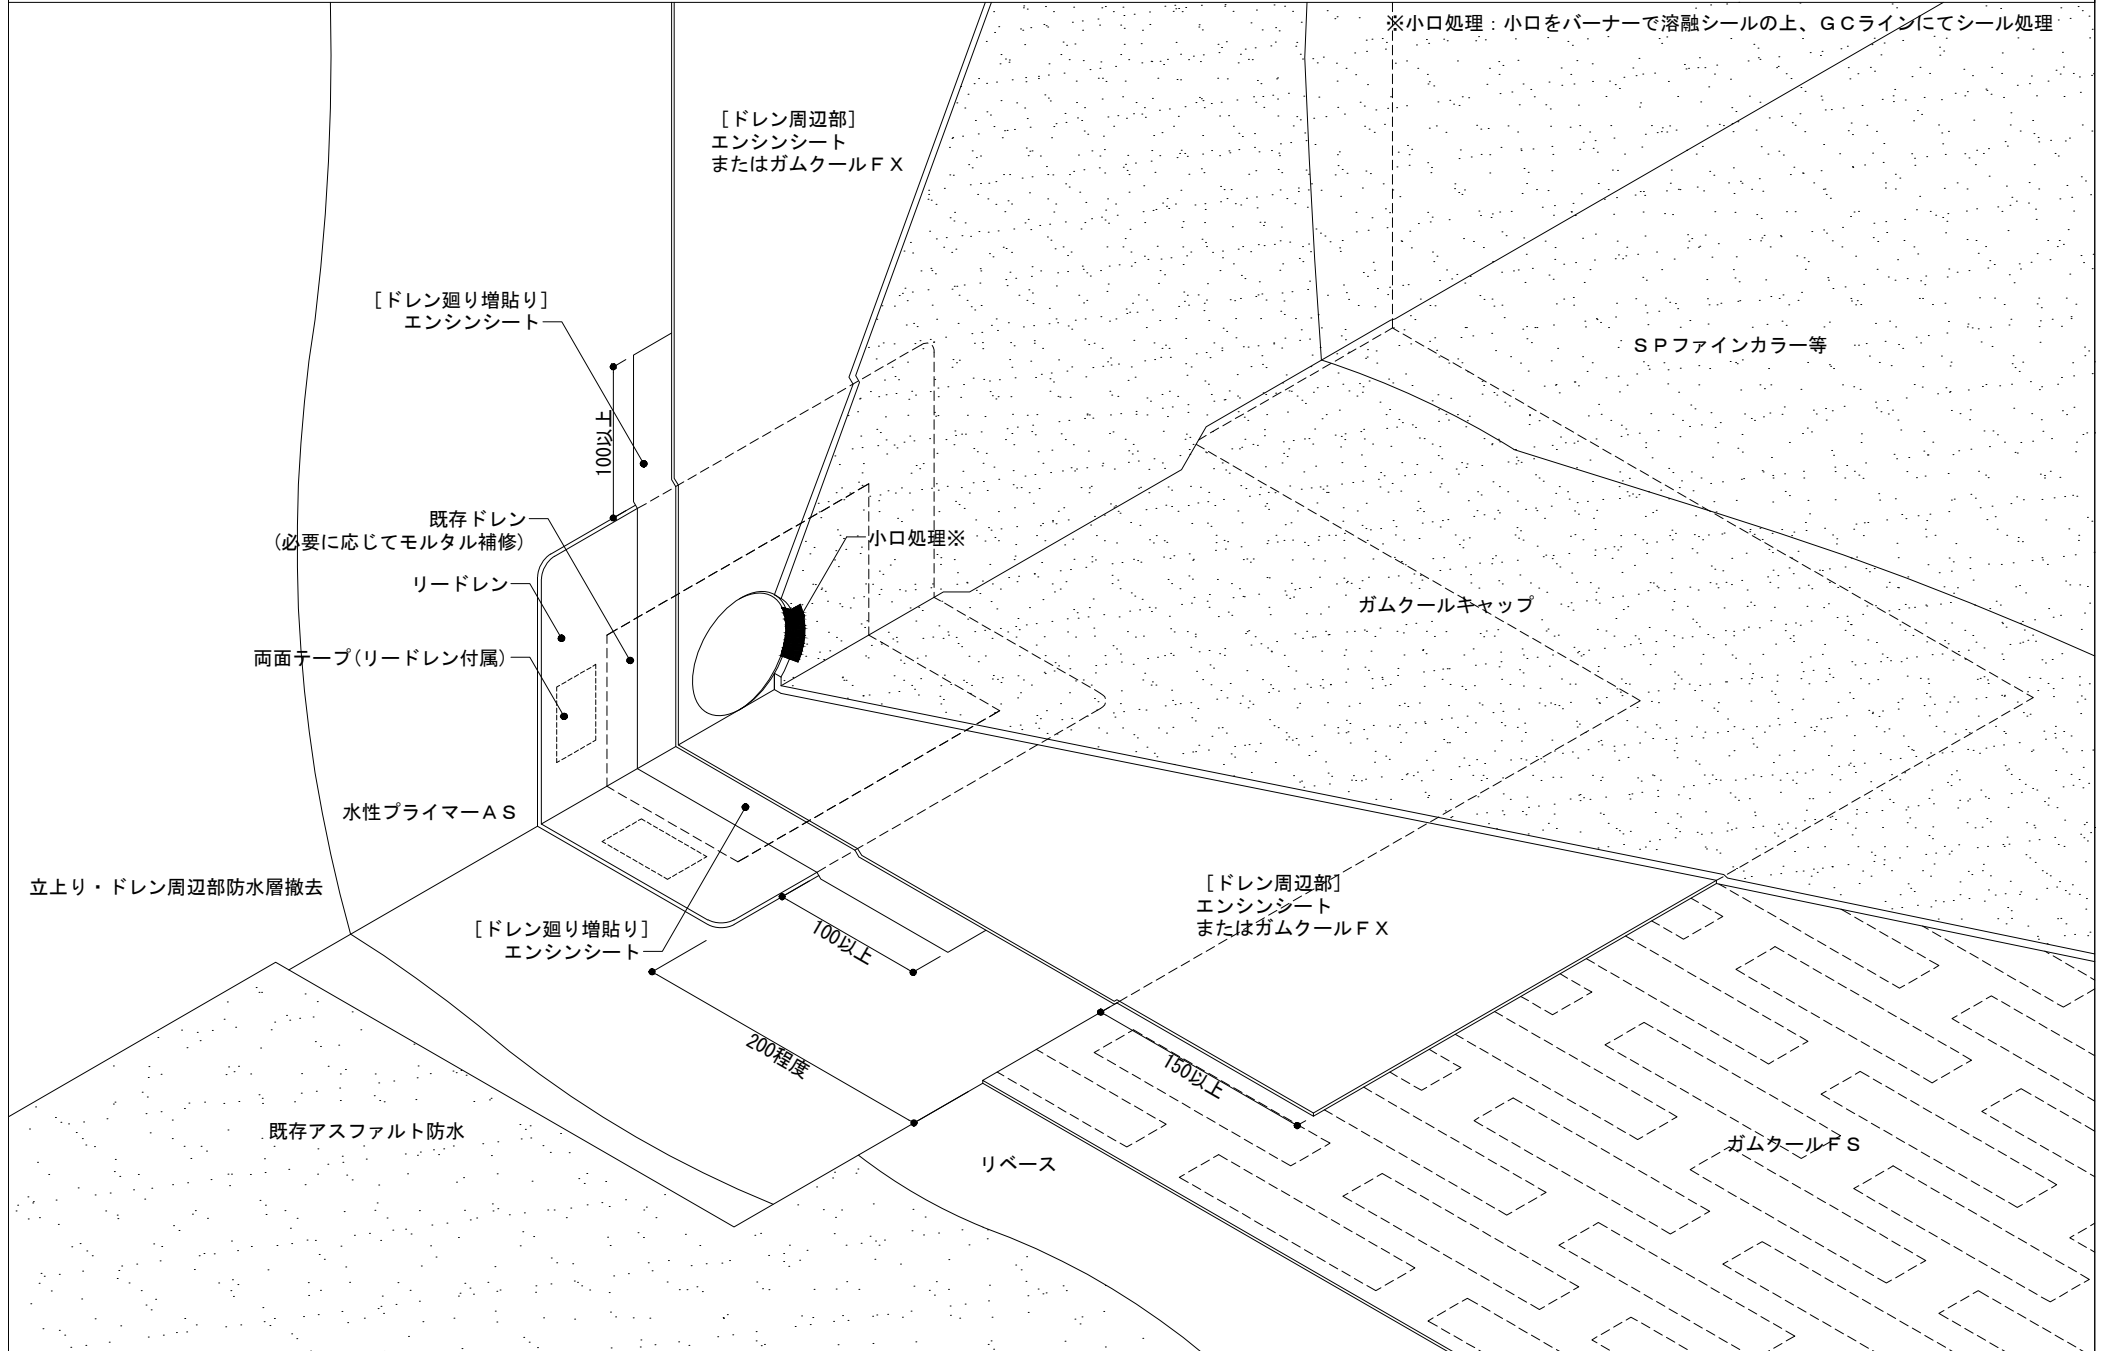 ※小口処理：小口をバーナーで溶融シールの上、ＧＣラインにてシール処理
［ドレン周辺部］
エンシンシート
またはガムクールＦＸ
［ドレン廻り増貼り］
エンシンシート
100以上
ＳＰファインカラー等
既存ドレン
（必要に応じてモルタル補修）
小口処理※
リードレン
ガムクールキャップ
両面テープ（リードレン付属）
水性プライマーＡＳ
立上り・ドレン周辺部防水層撤去
［ドレン廻り増貼り］
エンシンシート
100以上
［ドレン周辺部］
エンシンシート
またはガムクールＦＸ
200程度
150以上
既存アスファルト防水
リベース
ガムクールＦＳ